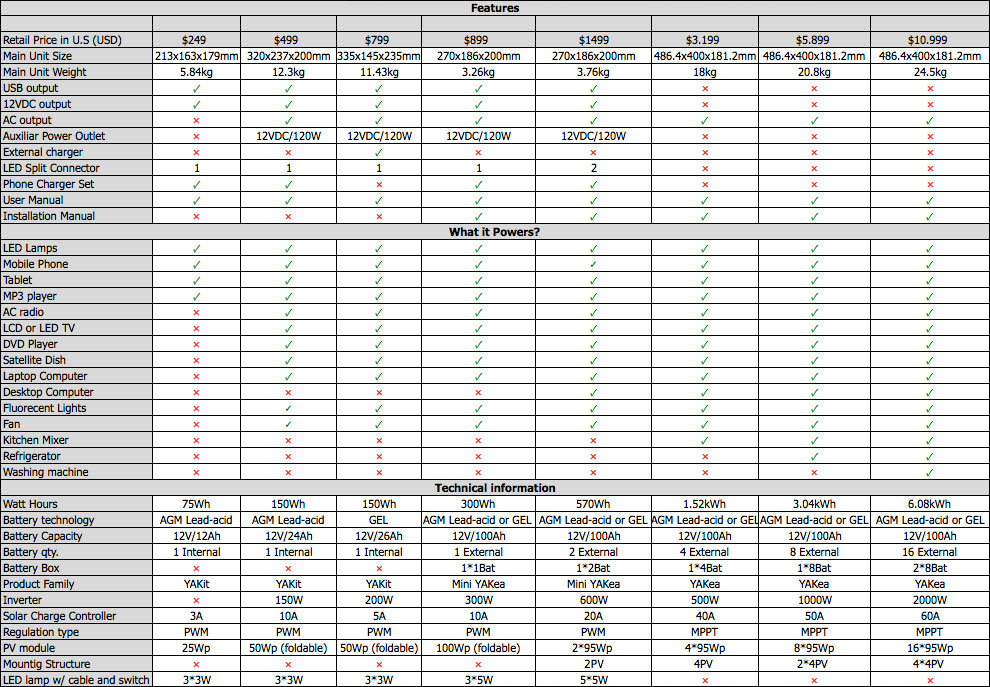 Features
Retail Price in U.S (USD) $249 $499 $799 $899 $1499 $3.199 $5.899 $10.999
Main Unit Size 213x163x179mm 320x237x200mm 335x145x235mm 270x186x200mm 270x186x200mm 486.4x400x181.2mm 486.4x400x181.2mm 486.4x400x181.2mm
Main Unit Weight 5.84kg 12.3kg 11.43kg 3.26kg 3.76kg 18kg 20.8kg 24.5kg
USB output ✓ ✓ ✓ ✓ ✓ × × ×
12VDC output ✓ ✓ ✓ ✓ ✓ × × ×
AC output × ✓ ✓ ✓ ✓ ✓ ✓ ✓
Auxiliar Power Outlet × 12VDC/120W 12VDC/120W 12VDC/120W 12VDC/120W × × ×
External charger × × ✓ × × × × ×
LED Split Connector 1 1 1 1 2 × × ×
Phone Charger Set ✓ ✓ × ✓ ✓ × × ×
User Manual ✓ ✓ ✓ ✓ ✓ ✓ ✓ ✓
Installation Manual × × × ✓ ✓ ✓ ✓ ✓
What it Powers?
LED Lamps ✓ ✓ ✓ ✓ ✓ ✓ ✓ ✓
Mobile Phone ✓ ✓ ✓ ✓ ✓ ✓ ✓ ✓
Tablet ✓ ✓ ✓ ✓ ✓ ✓ ✓ ✓
MP3 player ✓ ✓ ✓ ✓ ✓ ✓ ✓ ✓
AC radio × ✓ ✓ ✓ ✓ ✓ ✓ ✓
LCD or LED TV × ✓ ✓ ✓ ✓ ✓ ✓ ✓
DVD Player × ✓ ✓ ✓ ✓ ✓ ✓ ✓
Satellite Dish × ✓ ✓ ✓ ✓ ✓ ✓ ✓
Laptop Computer × ✓ ✓ ✓ ✓ ✓ ✓ ✓
Desktop Computer × × × × ✓ ✓ ✓ ✓
Fluorecent Lights × ✓ ✓ ✓ ✓ ✓ ✓ ✓
Fan × ✓ ✓ ✓ ✓ ✓ ✓ ✓
Kitchen Mixer × × × × × ✓ ✓ ✓
Refrigerator × × × × × × ✓ ✓
Washing machine × × × × × × × ✓
Technical information
Watt Hours 75Wh 150Wh 150Wh 300Wh 570Wh 1.52kWh 3.04kWh 6.08kWh
Battery technology AGM Lead-acid AGM Lead-acid GEL AGM Lead-acid or GEL AGM Lead-acid or GEL AGM Lead-acid or GEL AGM Lead-acid or GEL AGM Lead-acid or GEL
Battery Capacity 12V/12Ah 12V/24Ah 12V/26Ah 12V/100Ah 12V/100Ah 12V/100Ah 12V/100Ah 12V/100Ah
Battery qty. 1 Internal 1 Internal 1 Internal 1 External 2 External 4 External 8 External 16 External
Battery Box × × × 1*1Bat 1*2Bat 1*4Bat 1*8Bat 2*8Bat
Product Family YAKit YAKit YAKit Mini YAKea Mini YAKea YAKea YAKea YAKea
Inverter × 150W 200W 300W 600W 500W 1000W 2000W
Solar Charge Controller 3A 10A 5A 10A 20A 40A 50A 60A
Regulation type PWM PWM PWM PWM PWM MPPT MPPT MPPT
PV module 25Wp 50Wp (foldable) 50Wp (foldable) 100Wp (foldable) 2*95Wp 4*95Wp 8*95Wp 16*95Wp
Mountig Structure × × × × 2PV 4PV 2*4PV 4*4PV
LED lamp w/ cable and switch 3*3W 3*3W 3*3W 3*5W 5*5W × × ×